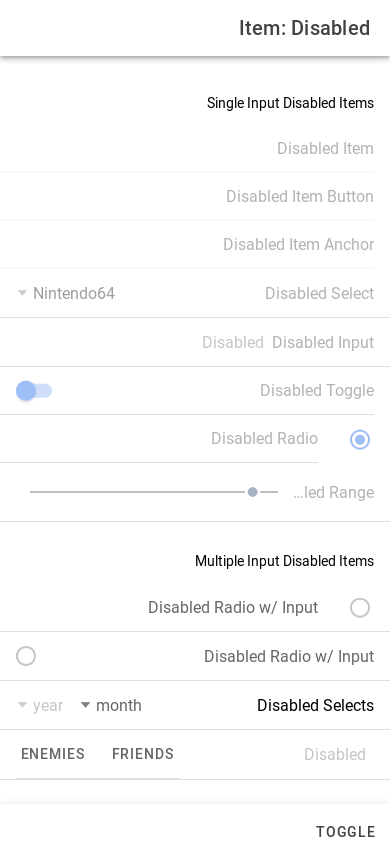 Item: Disabled
Single Input Disabled Items
Disabled Item
Disabled Item Button
Disabled Item Anchor
Disabled Select Nintendo64
Disabled Input Disabled
Disabled Toggle
Disabled Radio
...led Range
Multiple Input Disabled Items
Disabled Radio w/ Input
Disabled Radio w/ Input
Disabled Selects month year
Disabled FRIENDS ENEMIES
TOGGLE